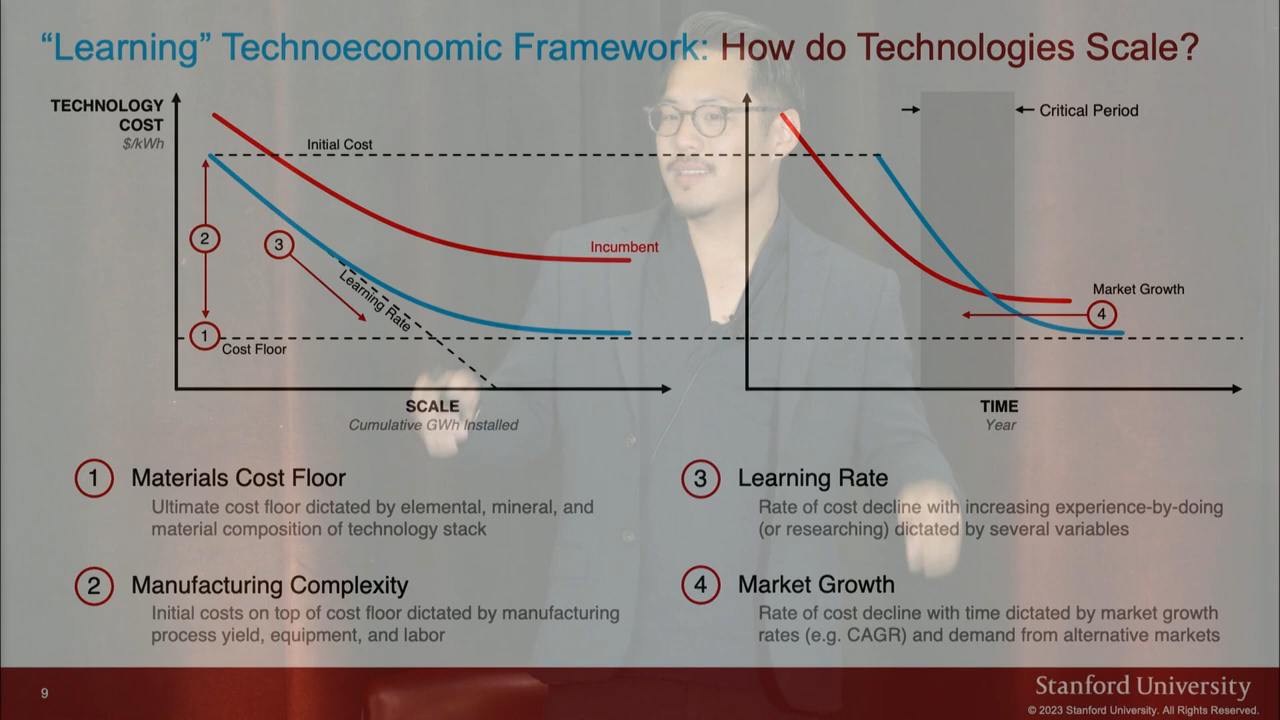 “Learning” Technoeconomic Framework: How do Technologies Scale?
TECHNOLOGY
COST
$/kWh
Initial Cost
Incumbent
2
3
Learning Rate
1
Cost Floor
SCALE
Cumulative GWh Installed
Critical Period
Market Growth
4
TIME
Year
1 Materials Cost Floor
Ultimate cost floor dictated by elemental, mineral, and
material composition of technology stack
2 Manufacturing Complexity
Initial costs on top of cost floor dictated by manufacturing
process yield, equipment, and labor
3 Learning Rate
Rate of cost decline with increasing experience-by-doing
(or researching) dictated by several variables
4 Market Growth
Rate of cost decline with time dictated by market growth
rates (e.g. CAGR) and demand from alternative markets
9
Stanford University
© 2023 Stanford University. All Rights Reserved.